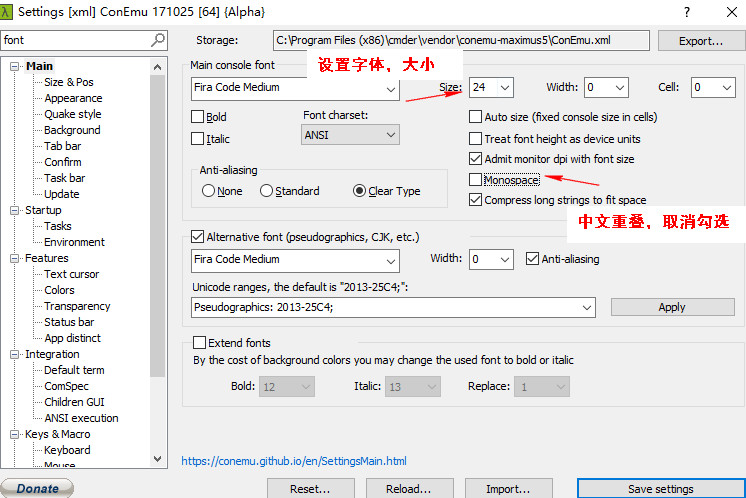 Settings [xml] ConEmu 171025 [64] {Alpha}
font
Storage: C:\Program Files (x86)\cmder\vendor\conemu-maximus5\ConEmu.xml Export...
Main
Size & Pos
Appearance
Quake style
Background
Tab bar
Confirm
Task bar
Update
Startup
Tasks
Environment
Features
Text cursor
Colors
Transparency
Status bar
App distinct
Integration
Default term
ComSpec
Children GUI
ANSI execution
Keys & Macro
Keyboard
Mouse
Main console font
设置字体，大小
Fira Code Medium Size: 24 Width: 0 Cell: 0
Bold Font charset: Auto size (fixed console size in cells)
Italic ANSI Treat font height as device units
Admit monitor dpi with font size
Anti-aliasing Monospace
None Standard Clear Type Compress long strings to fit space
中文重叠，取消勾选
Alternative font (pseudographics, CJK, etc.)
Fira Code Medium Width: 0 Anti-aliasing
Unicode ranges, the default is "2013-25C4;":
Pseudographics: 2013-25C4; Apply
Extend fonts
By the cost of background colors you may change the used font to bold or italic
Bold: 12 Italic: 13 Replace: 1
https://conemu.github.io/en/SettingsMain.html
Donate Reset... Reload... Import... Save settings